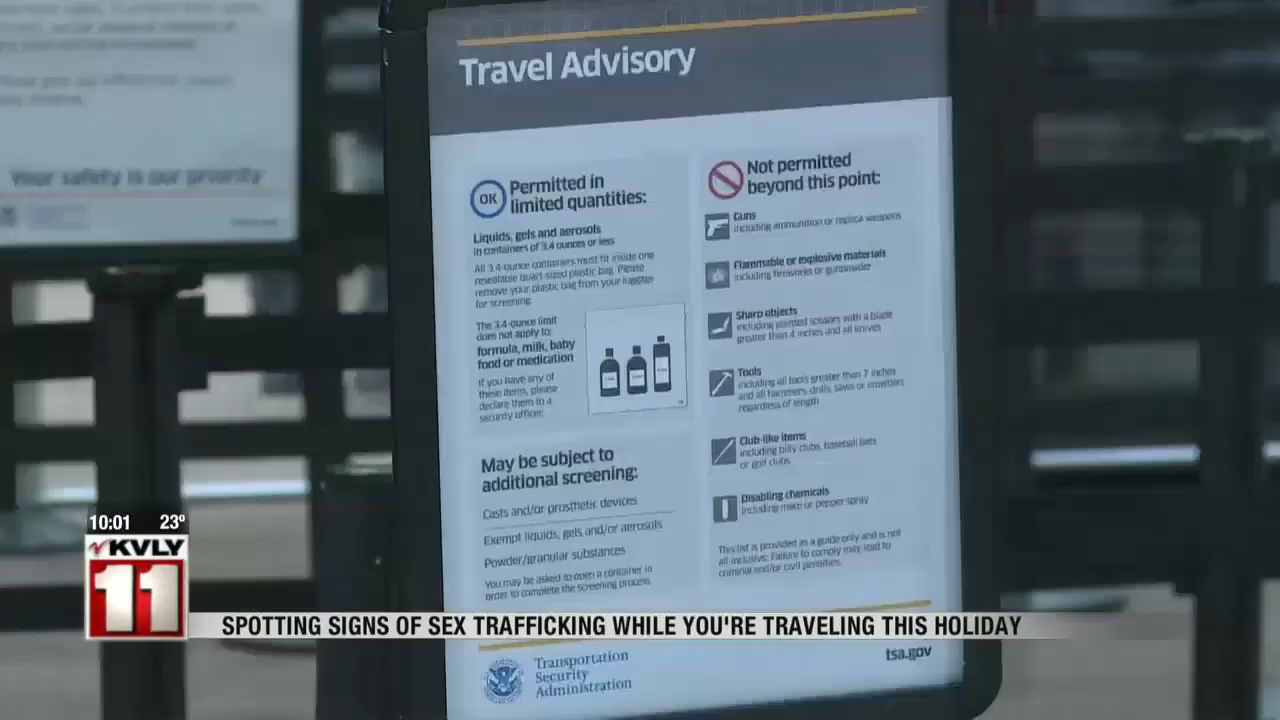 Your safety is our priority
Travel Advisory
OK
Permitted in
limited quantities:
Liquids, gels and aerosols
in containers of 3.4 ounces or less
All 3.4-ounce containers must fit inside one
resealable quart-sized plastic bag. Please
remove your plastic bag from your luggage
for screening.
The 3.4-ounce limit
does not apply to:
formula, milk, baby
food or medication
If you have any of
these items, please
declare them to a
security officer.
May be subject to
additional screening:
Casts and/or prosthetic devices
Exempt liquids, gels and/or aerosols
Powder/granular substances
You may be asked to open a container in
order to complete the screening process
Not permitted
beyond this point:
Guns
including ammunition or replica weapons
Flammable or explosive materials
including fireworks or gunpowder
Sharp objects
including pointed scissors with a blade
greater than 4 inches and all knives
Tools
including all tools greater than 7 inches
and all hammers, drills, saws or crowbars
regardless of length
Club-like items
including billy clubs, baseball bats
or golf clubs
Disabling chemicals
including mace or pepper spray
This list is provided as a guide only and is not
all-inclusive. Failure to comply may lead to
criminal and/or civil penalties.
10:01 23º
KVLY
11
SPOTTING SIGNS OF SEX TRAFFICKING WHILE YOU'RE TRAVELING THIS HOLIDAY
Transportation
Security
Administration
tsa.gov